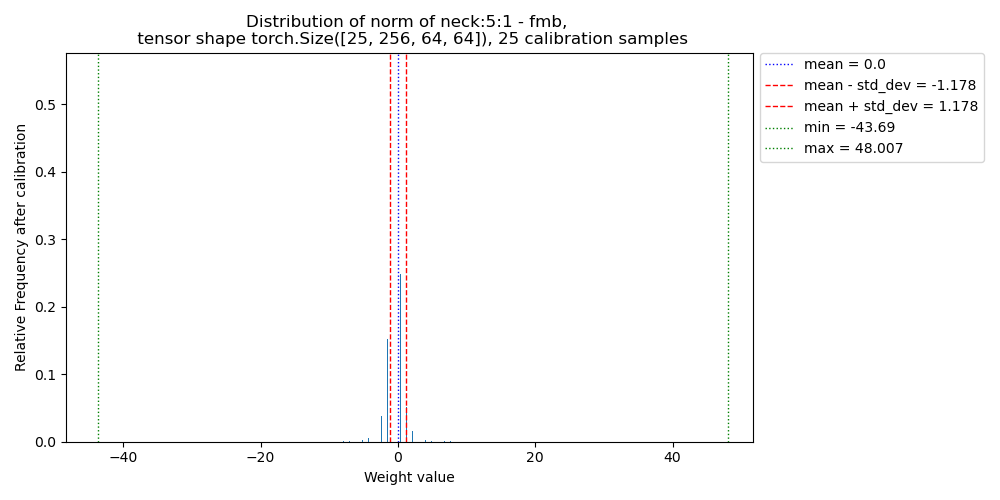 Distribution of norm of neck:5:1 - fmb,
tensor shape torch.Size([25, 256, 64, 64]), 25 calibration samples
mean = 0.0
mean - std_dev = -1.178
mean + std_dev = 1.178
min = -43.69
max = 48.007
Relative Frequency after calibration
0.5
0.4
0.3
0.2
0.1
0.0
−40
−20
0
20
40
Weight value